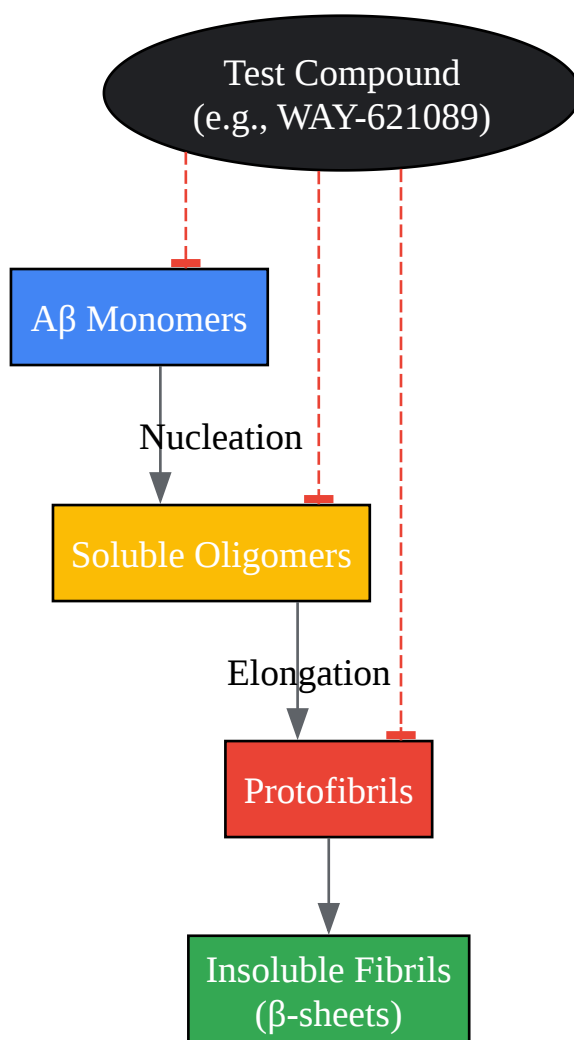 Test Compound
(e.g., WAY-621089)
Aβ Monomers
Nucleation
Soluble Oligomers
Elongation
Protofibrils
Insoluble Fibrils
(β-sheets)